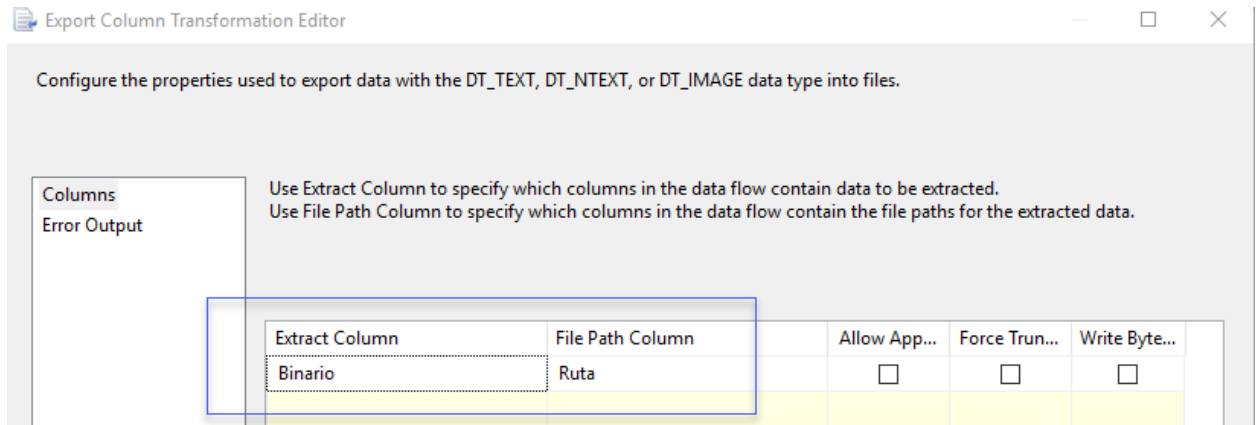 Export Column Transformation Editor
Configure the properties used to export data with the DT_TEXT, DT_NTEXT, or DT_IMAGE data type into files.
Columns
Error Output
Use Extract Column to specify which columns in the data flow contain data to be extracted.
Use File Path Column to specify which columns in the data flow contain the file paths for the extracted data.
Extract Column File Path Column Allow App... Force Trun... Write Byte...
Binario Ruta